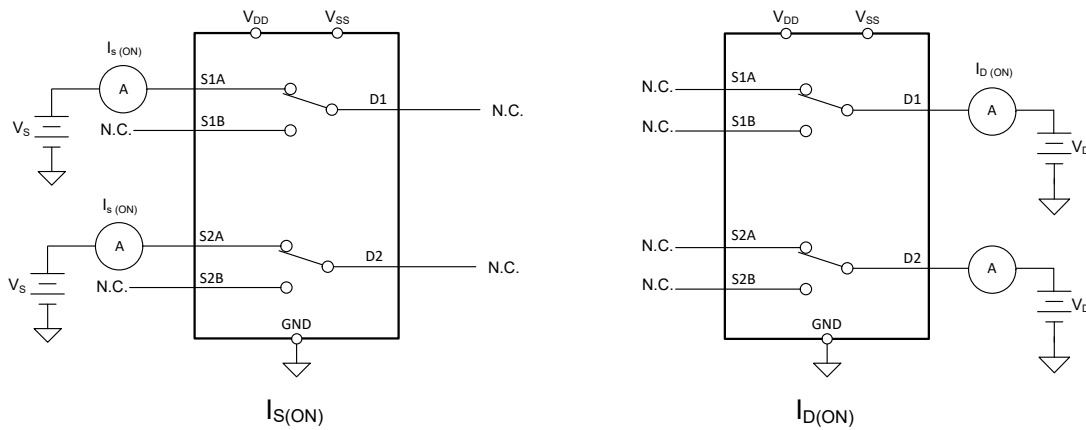 VDD VSS
Is (ON)
A
S1A
D1
N.C.
VS
N.C.
S1B
Is (ON)
A
S2A
D2
N.C.
VS
N.C.
S2B
GND
IS(ON)
VDD VSS
N.C.
S1A
ID (ON)
D1
A
N.C.
S1B
VD
N.C.
S2A
D2
A
N.C.
S2B
VD
GND
ID(ON)